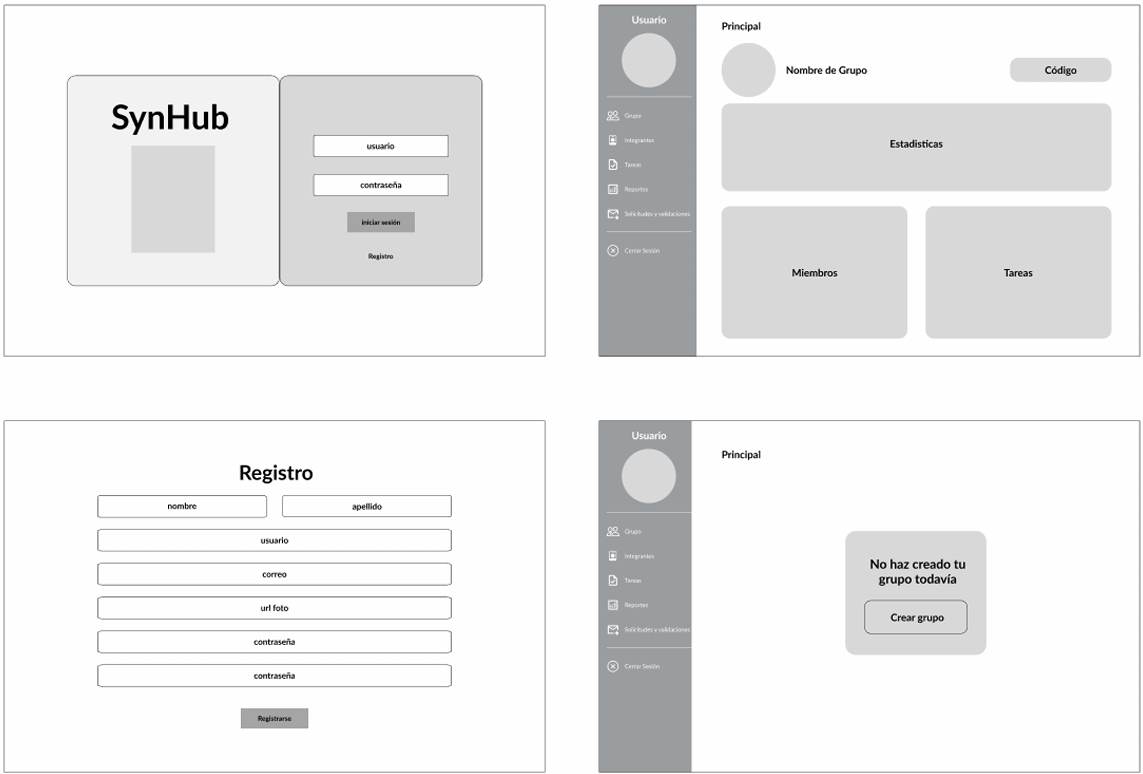 SynHub
usuario
contraseña
iniciar sesión
Registro
Usuario
Grupo
Integrantes
Tareas
Reportes
Solicitudes y validaciones
Cerrar Sesión
Principal
Nombre de Grupo
Código
Estadisticas
Miembros
Tareas
Registro
nombre
apellido
usuario
correo
url foto
contraseña
contraseña
Registrarse
Usuario
Grupo
Integrantes
Tareas
Reportes
Solicitudes y validaciones
Cerrar Sesión
Principal
No haz creado tu
grupo todavía
Crear grupo